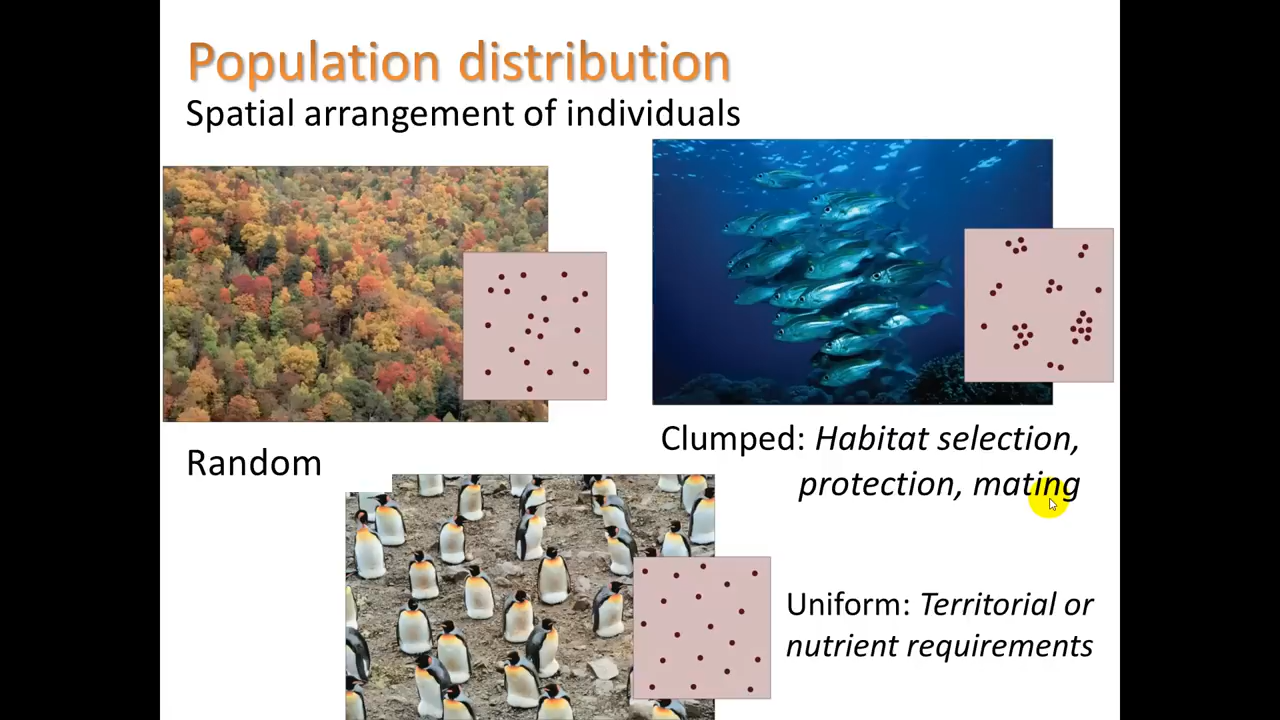 Population distribution
Spatial arrangement of individuals
Random
Clumped: Habitat selection,
protection, mating
Uniform: Territorial or
nutrient requirements